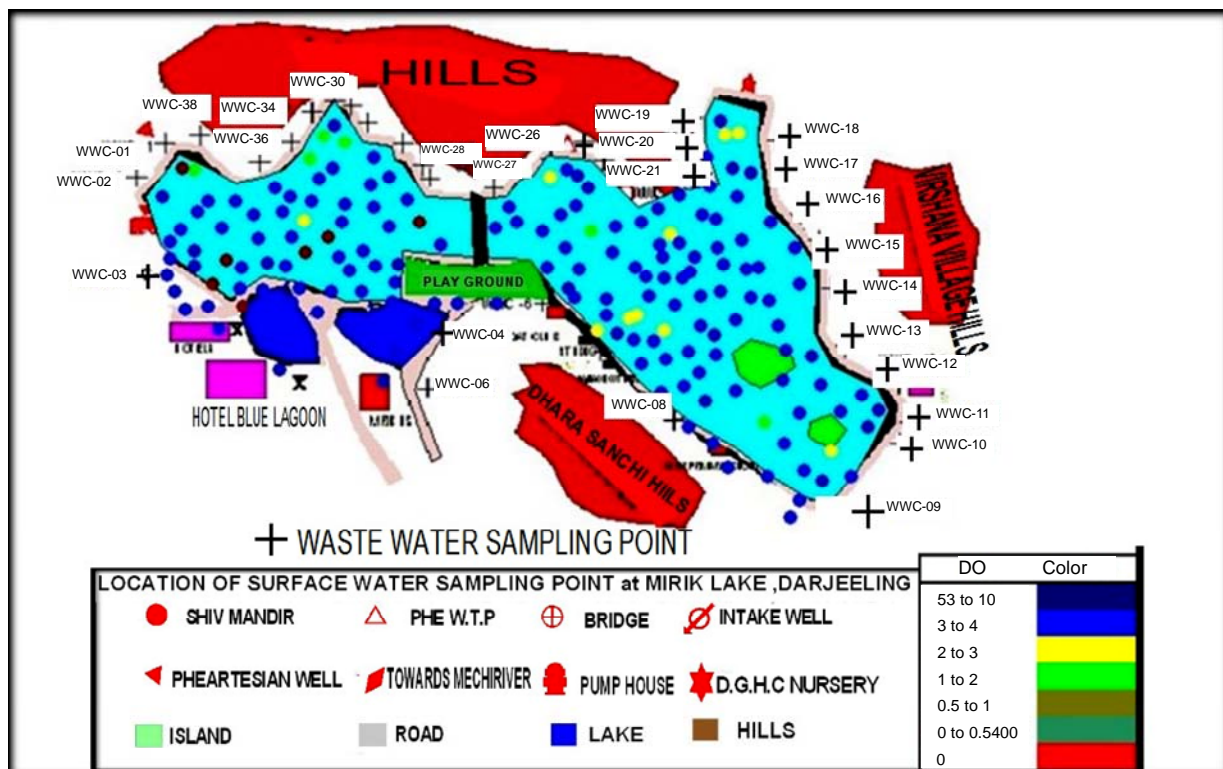 HILLS
WWC-30
WWC-38
WWC-34
WWC-36
WWC-01
WWC-02
WWC-28
WWC-27
WWC-26
WWC-19
WWC-20
WWC-21
WWC-18
WWC-17
WWC-16
WWC-15
WWC-14
WWC-13
WWC-12
WWC-11
WWC-10
WWC-09
WWC-03
PLAY GROUND
WWC-04
WWC-06
WWC-08
HOTEL BLUE LAGOON
DHARA SANCHI HIILS
VILLAGE
HILLS
WASTE WATER SAMPLING POINT
LOCATION OF SURFACE WATER SAMPLING POINT at MIRIK LAKE ,DARJEELING
SHIV MANDIR
PHE W.T.P
BRIDGE
INTAKE WELL
PHEARTESIAN WELL
TOWARDS MECHIRIVER
PUMP HOUSE
D.G.H.C NURSERY
ISLAND
ROAD
LAKE
HILLS
DO Color
53 to 10
3 to 4
2 to 3
1 to 2
0.5 to 1
0 to 0.5400
0